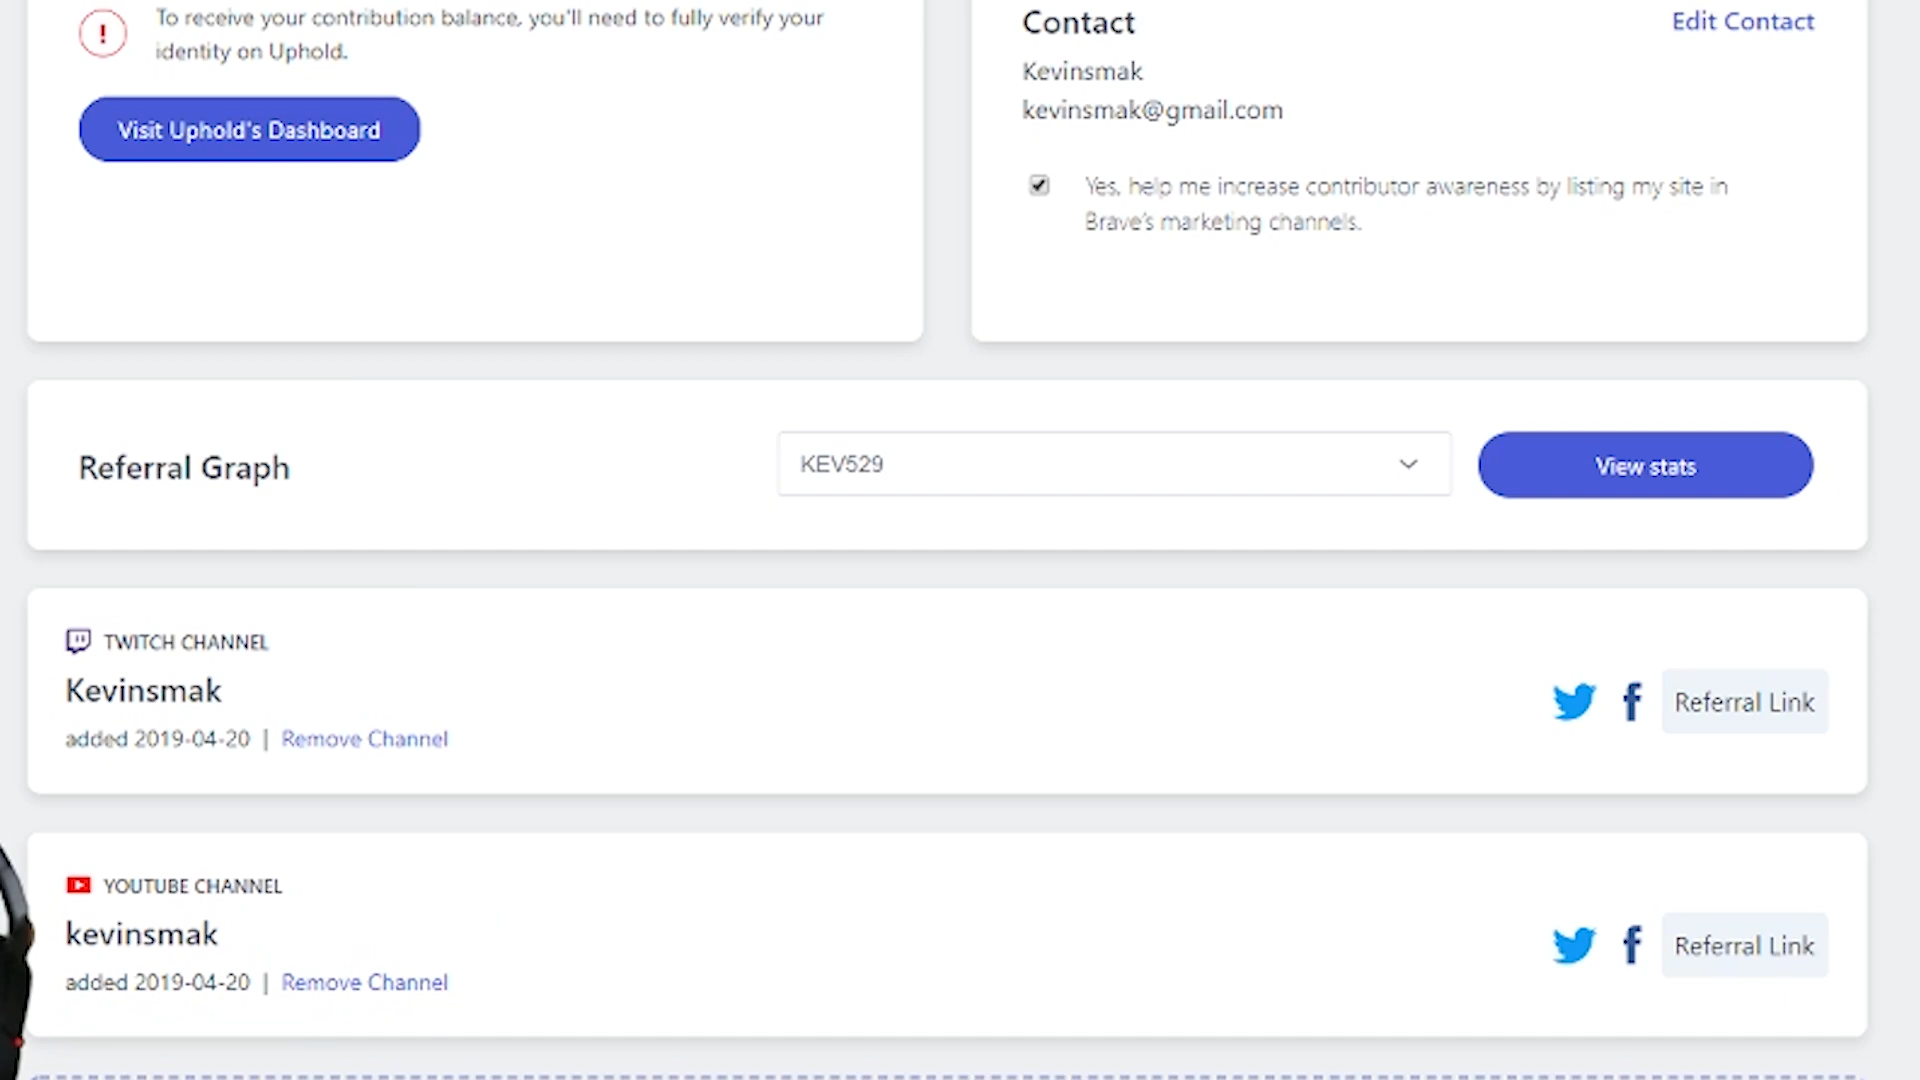 To receive your contribution balance, you'll need to fully verify your
identity on Uphold.
Visit Uphold's Dashboard
Contact
Edit Contact
Kevinsmak
kevinsmak@gmail.com
Yes, help me increase contributor awareness by listing my site in
Brave's marketing channels.
Referral Graph
KEV529
View stats
TWITCH CHANNEL
Kevinsmak
added 2019-04-20 | Remove Channel
Referral Link
YOUTUBE CHANNEL
kevinsmak
added 2019-04-20 | Remove Channel
Referral Link